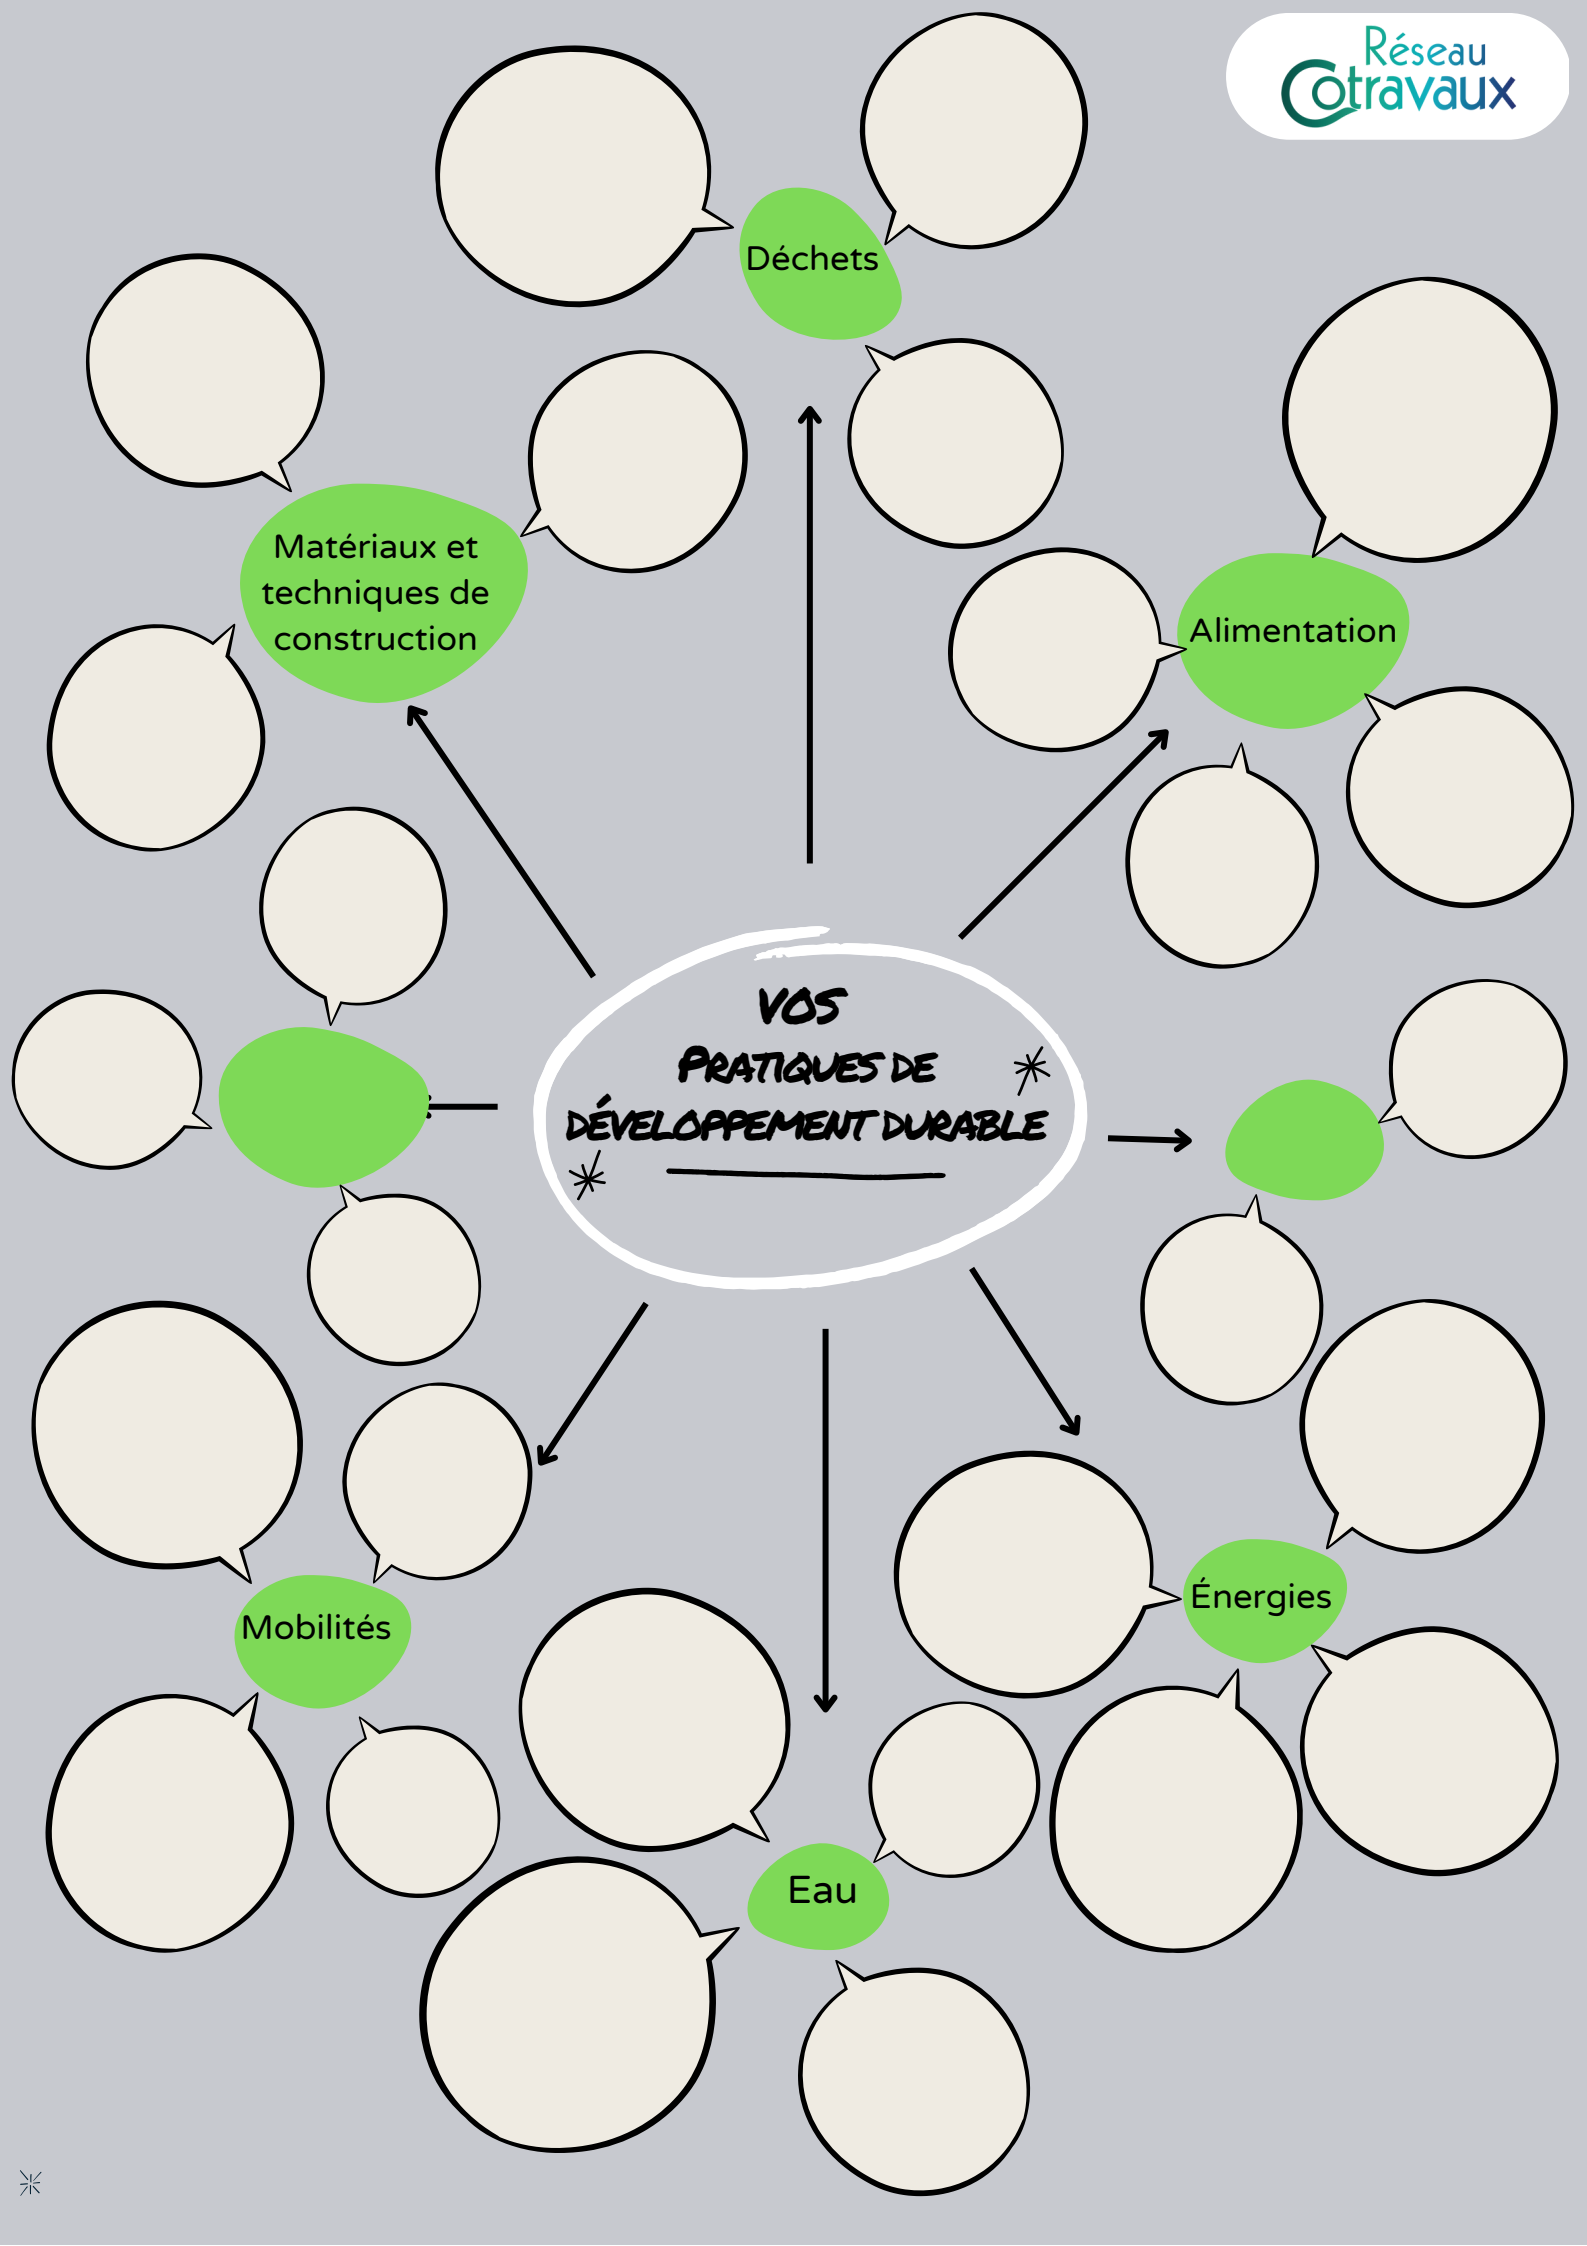 Réseau
Cotravaux
Déchets
Matériaux et
techniques de
construction
Alimentation
VOS
PRATIQUES DE
DÉVELOPPEMENT DURABLE
Énergies
Mobilités
Eau